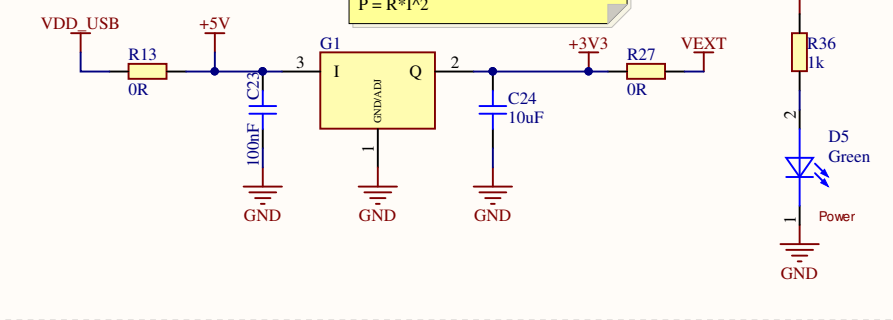 P = R*I^2
VDD_USB
+5V
R13
0R
C23
100nF
G1
3
I
Q
2
GND/ADJ
1
C24
10uF
+3V3
R27
0R
VEXT
GND
GND
GND
R36
1k
2
D5
Green
1
Power
GND